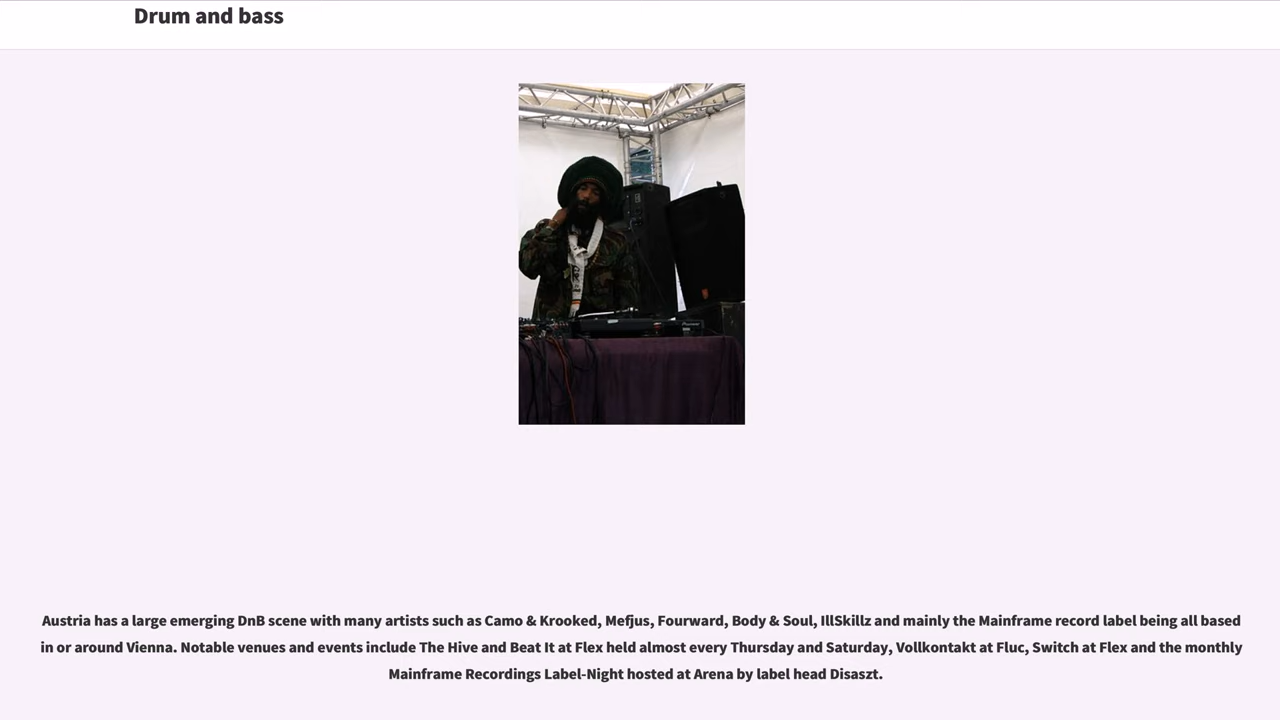 Drum and bass
Austria has a large emerging DnB scene with many artists such as Camo & Krooked, Mefjus, Fourward, Body & Soul, IllSkillz and mainly the Mainframe record label being all based
in or around Vienna. Notable venues and events include The Hive and Beat It at Flex held almost every Thursday and Saturday, Vollkontakt at Fluc, Switch at Flex and the monthly
Mainframe Recordings Label-Night hosted at Arena by label head Disaszt.